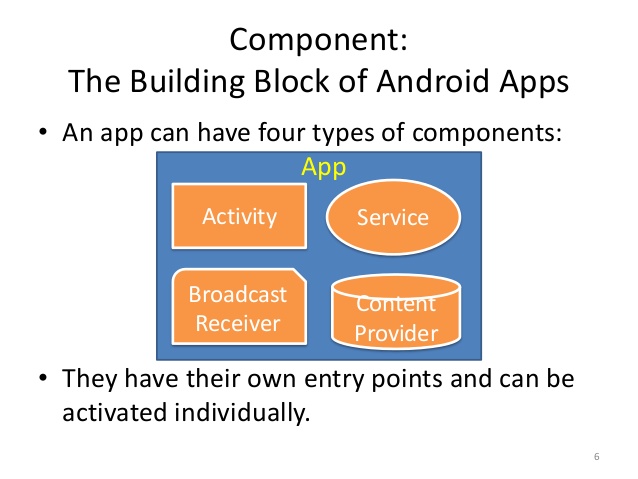 Component:
The Building Block of Android Apps
• An app can have four types of components:
App
Activity
Service
Broadcast
Receiver
Content
Provider
• They have their own entry points and can be
activated individually.
6